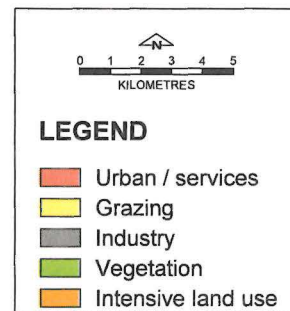 N
0 1 2 3 4 5
KILOMETRES
LEGEND
Urban / services
Grazing
Industry
Vegetation
Intensive land use